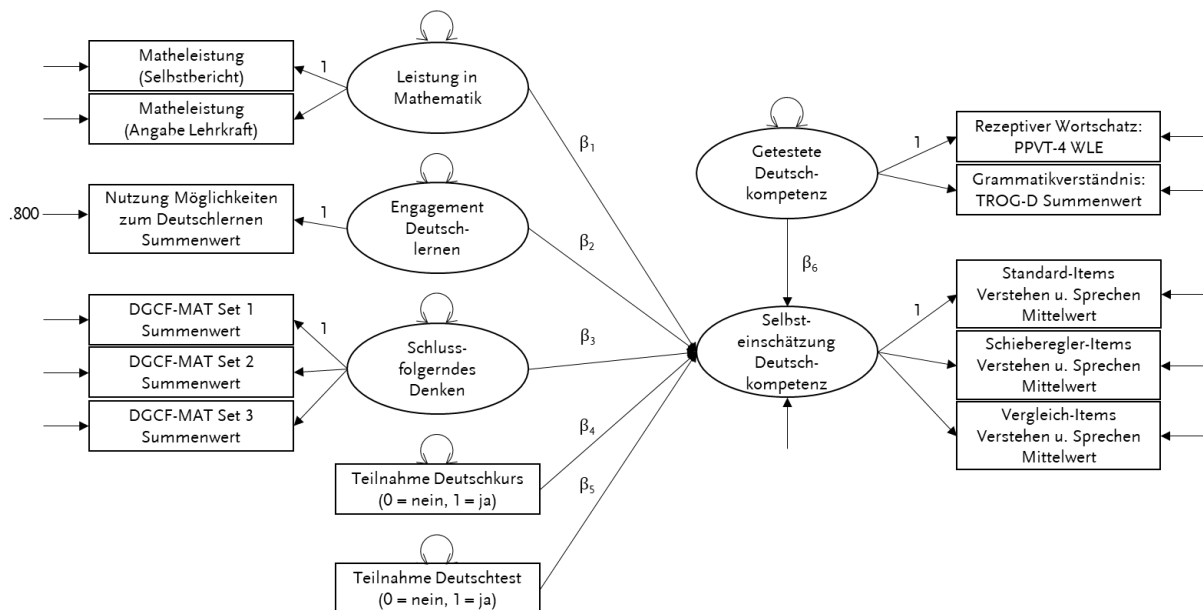 Matheleistung
(Selbstbericht)
Matheleistung
(Angabe Lehrkraft)
1
Leistung in
Mathematik
β1
.800
Nutzung Möglichkeiten
zum Deutschlernen
Summenwert
1
Engagement
Deutsch-
lernen
β2
DGCF-MAT Set 1
Summenwert
DGCF-MAT Set 2
Summenwert
DGCF-MAT Set 3
Summenwert
1
Schluss-
folgerndes
Denken
β3
Teilnahme Deutschkurs
(0 = nein, 1 = ja)
β4
Teilnahme Deutschtest
(0 = nein, 1 = ja)
β5
Getestete
Deutsch-
kompetenz
1
Rezeptiver Wortschatz:
PPVT-4 WLE
Grammatikverständnis:
TROG-D Summenwert
β6
Selbst-
einschätzung
Deutsch-
kompetenz
1
Standard-Items
Verstehen u. Sprechen
Mittelwert
Schieberegler-Items
Verstehen u. Sprechen
Mittelwert
Vergleich-Items
Verstehen u. Sprechen
Mittelwert